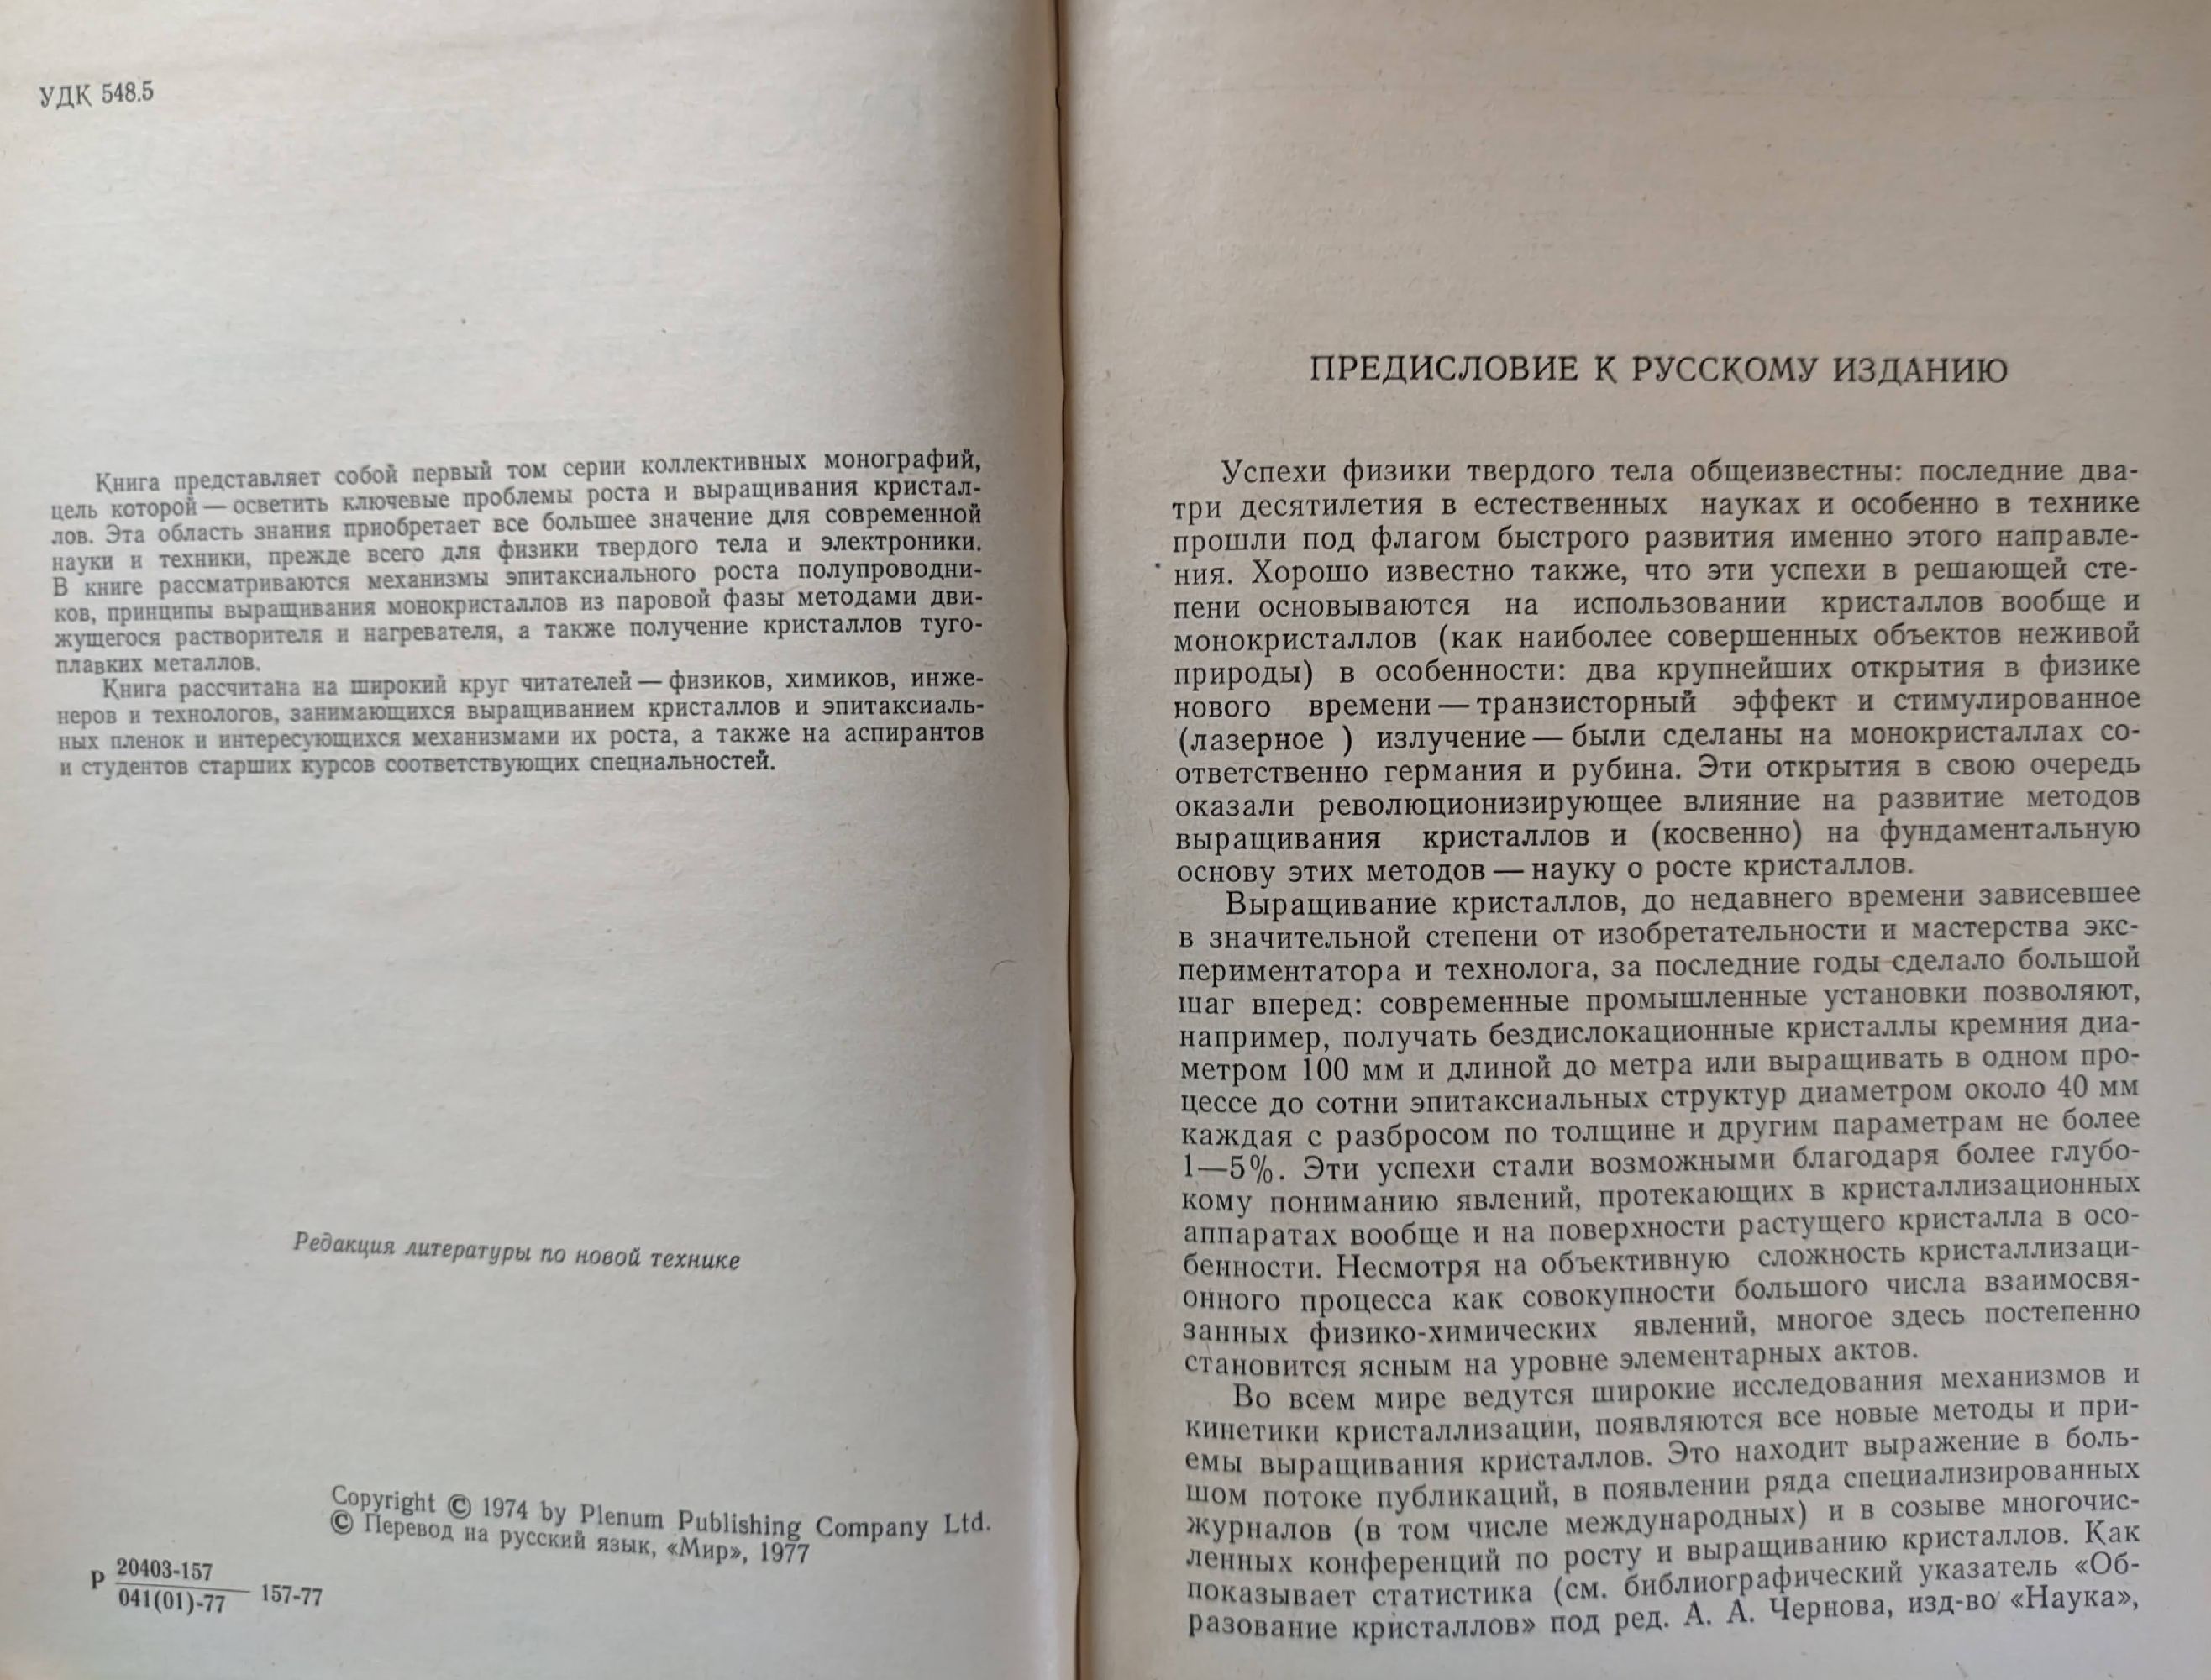 УДК 548.5
Книга представляет собой первый том серии коллективных монографий,
цель которой — осветить ключевые проблемы роста и выращивания кристал-
лов. Эта область знания приобретает все большее значение для современной
науки и техники, прежде всего для физики твердого тела и электроники.
В книге рассматриваются механизмы эпитаксиального роста полупроводни-
ков, принципы выращивания монокристаллов из паровой фазы методами дви-
жущегося растворителя и нагревателя, а также получение кристаллов туго-
плавких металлов.
Книга рассчитана на широкий круг читателей — физиков, химиков, инже-
неров и технологов, занимающихся выращиванием кристаллов и эпитаксиаль-
ных пленок и интересующихся механизмами их роста, а также на аспирантов
и студентов старших курсов соответствующих специальностей.
Редакция литературы по новой технике
Copyright © 1974 by Plenum Publishing Company Ltd.
© Перевод на русский язык, «Мир», 1977
Р 20403-157
041(01)-77 157-77
ПРЕДИСЛОВИЕ К РУССКОМУ ИЗДАНИЮ
Успехи физики твердого тела общеизвестны: последние два-
три десятилетия в естественных науках и особенно в технике
прошли под флагом быстрого развития именно этого направле-
ния. Хорошо известно также, что эти успехи в решающей сте-
пени основываются на использовании кристаллов вообще и
монокристаллов (как наиболее совершенных объектов неживой
природы) в особенности: два крупнейших открытия в физике
нового времени — транзисторный эффект и стимулированное
(лазерное ) излучение — были сделаны на монокристаллах со-
ответственно германия и рубина. Эти открытия в свою очередь
оказали революционизирующее влияние на развитие методов
выращивания кристаллов и (косвенно) на фундаментальную
основу этих методов — науку о росте кристаллов.
Выращивание кристаллов, до недавнего времени зависевшее
в значительной степени от изобретательности и мастерства экс-
периментатора и технолога, за последние годы сделало большой
шаг вперед: современные промышленные установки позволяют,
например, получать бездислокационные кристаллы кремния диа-
метром 100 мм и длиной до метра или выращивать в одном про-
цессе до сотни эпитаксиальных структур диаметром около 40 мм
каждая с разбросом по толщине и другим параметрам не более
1—5%. Эти успехи стали возможными благодаря более глубо-
кому пониманию явлений, протекающих в кристаллизационных
аппаратах вообще и на поверхности растущего кристалла в осо-
бенности. Несмотря на объективную сложность кристаллизаци-
онного процесса как совокупности большого числа взаимосвя-
занных физико-химических явлений, многое здесь постепенно
становится ясным на уровне элементарных актов.
Во всем мире ведутся широкие исследования механизмов и
кинетики кристаллизации, появляются все новые методы и при-
емы выращивания кристаллов. Это находит выражение в боль-
шом потоке публикаций, в появлении ряда специализированных
журналов (в том числе международных) и в созыве многочис-
ленных конференций по росту и выращиванию кристаллов. Как
показывает статистика (см. библиографический указатель «Об-
разование кристаллов» под ред. А. А. Чернова, изд-во «Наука»,